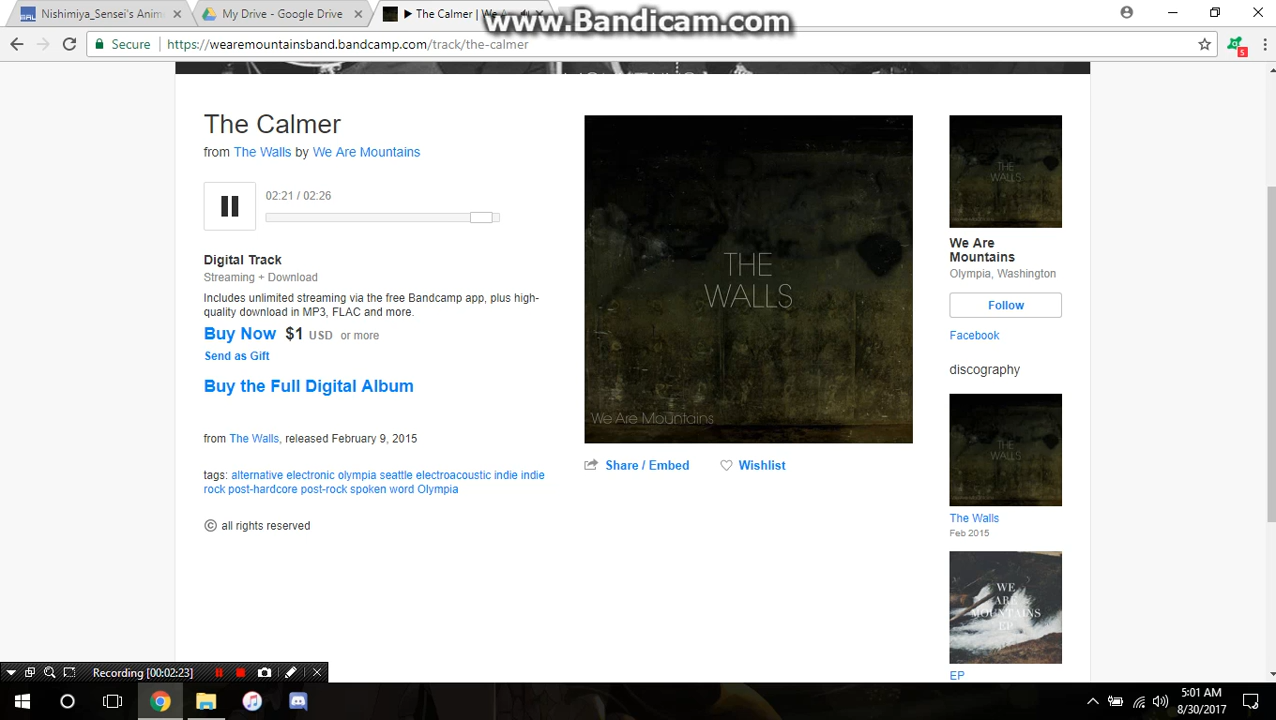 Nishimiya_Sensei's Anim
My Drive - Google Drive
The Calmer | We Ar
www.Bandicam.com
Secure
https://wearemountainsband.bandcamp.com/track/the-calmer
5
The Calmer
from The Walls by We Are Mountains
02:21 / 02:26
Digital Track
Streaming + Download
Includes unlimited streaming via the free Bandcamp app, plus high-
quality download in MP3, FLAC and more.
Buy Now $1 USD or more
Send as Gift
Buy the Full Digital Album
from The Walls, released February 9, 2015
tags: alternative electronic olympia seattle electroacoustic indie indie
rock post-hardcore post-rock spoken word Olympia
© all rights reserved
THE
WALLS
We Are Mountains
Share / Embed
Wishlist
THE
WALLS
We Are
Mountains
Olympia, Washington
Follow
Facebook
discography
THE
WALLS
The Walls
Feb 2015
WE
ARE
MOUNTAINS
EP
EP
Recording [00:02:23]
5:01 AM
8/30/2017